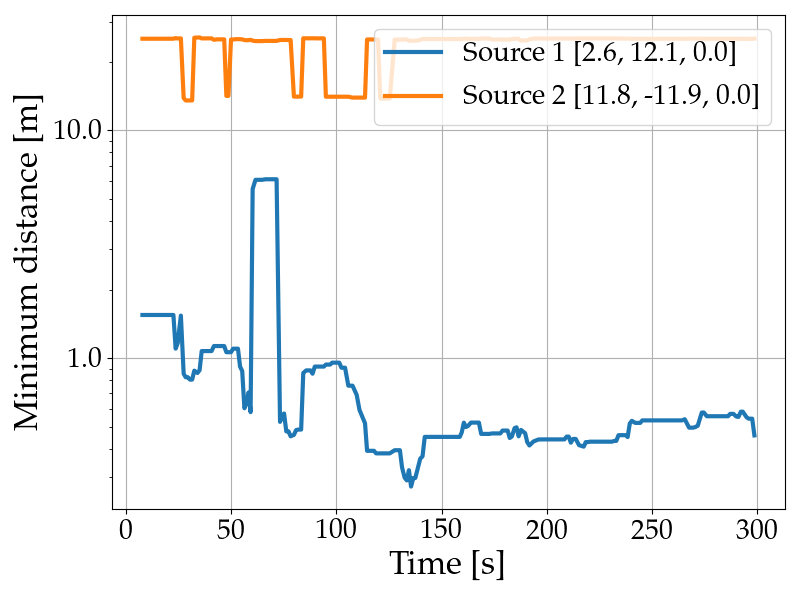 Source 1 [2.6, 12.1, 0.0]
Source 2 [11.8, -11.9, 0.0]
Minimum distance [m]
10.0
1.0
0 50 100 150 200 250 300
Time [s]